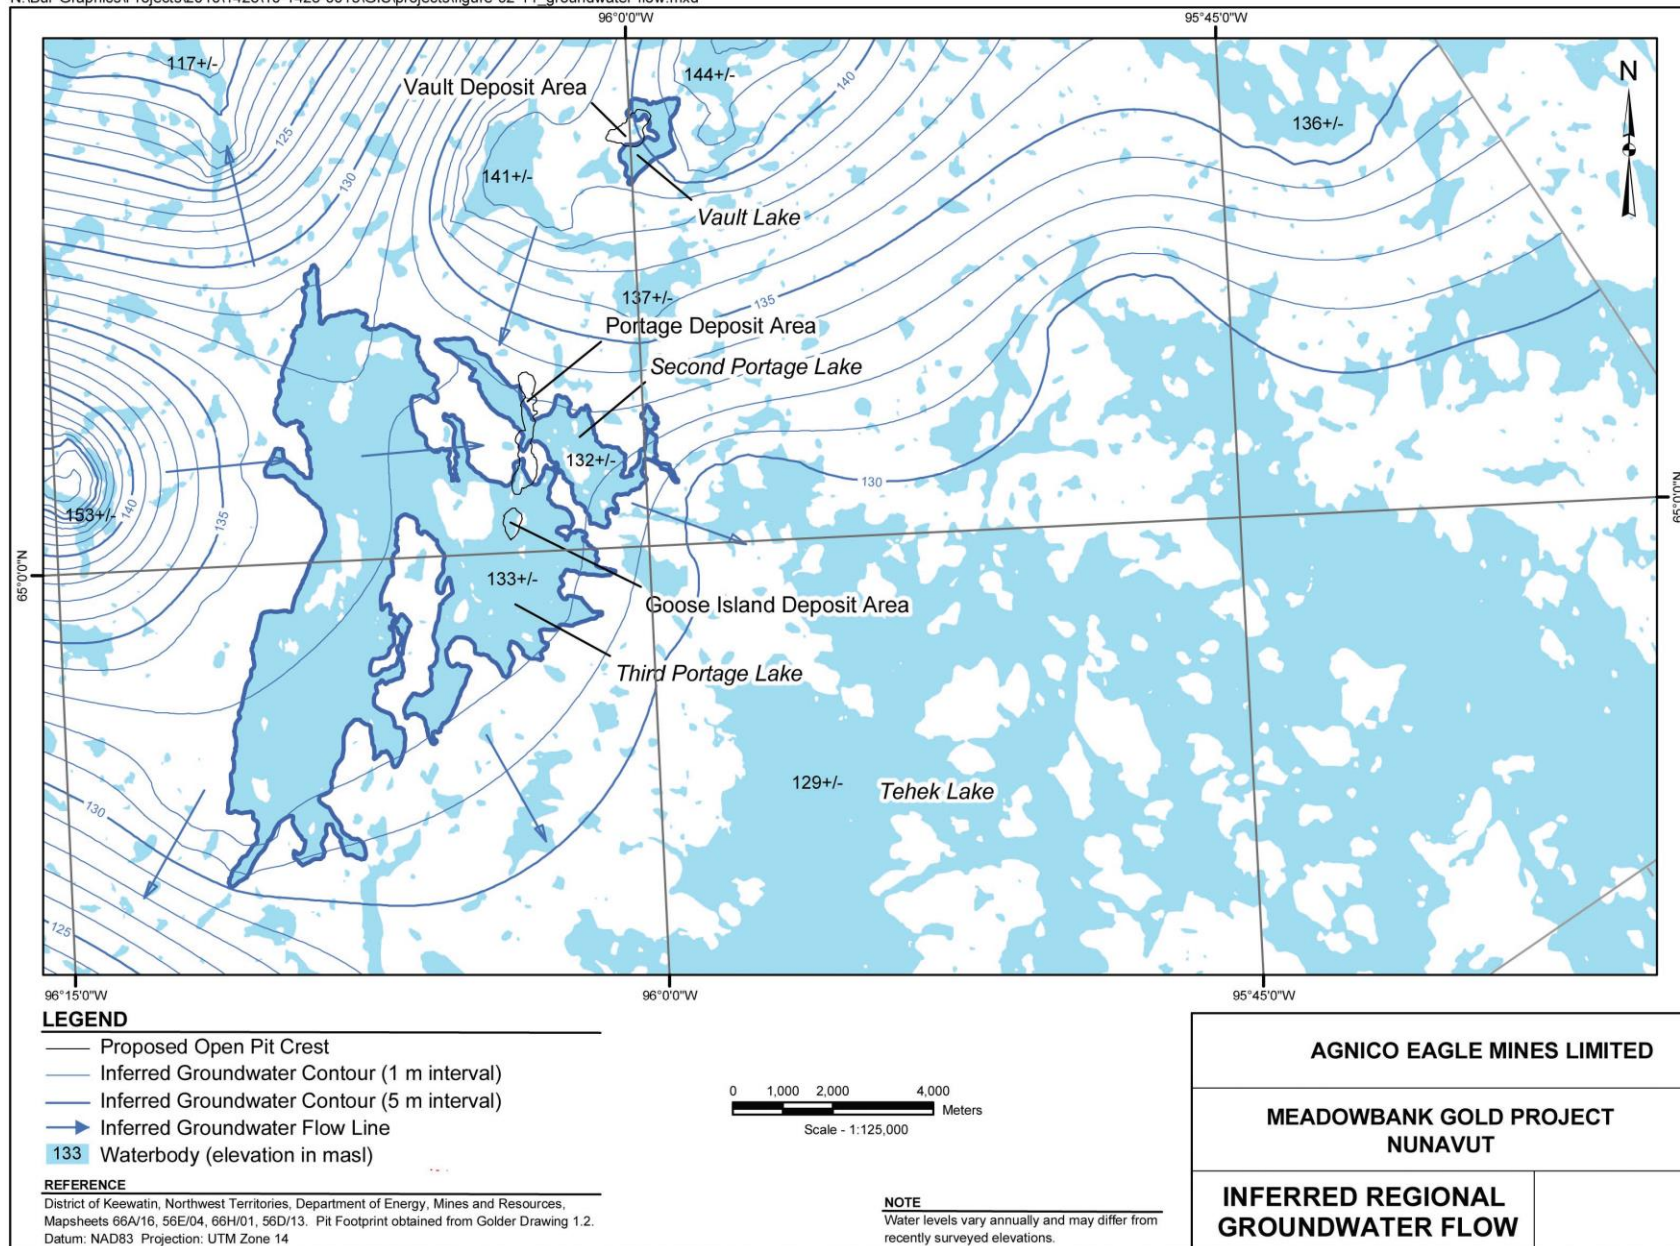 96°0'0"W
95°45'0"W
117+/-
144+/-
Vault Deposit Area
140
N
125
136+/-
130
141+/-
Vault Lake
137+/-
135
Portage Deposit Area
Second Portage Lake
132+/-
130
65°0'0"N
153+/-
140
135
65°0'0"N
133+/-
Goose Island Deposit Area
Third Portage Lake
129+/-
Tehek Lake
130
125
96°15'0"W
96°0'0"W
95°45'0"W
LEGEND
Proposed Open Pit Crest
Inferred Groundwater Contour (1 m interval)
Inferred Groundwater Contour (5 m interval)
Inferred Groundwater Flow Line
133 Waterbody (elevation in masl)
REFERENCE
District of Keewatin, Northwest Territories, Department of Energy, Mines and Resources,
Mapsheets 66A/16, 56E/04, 66H/01, 56D/13. Pit Footprint obtained from Golder Drawing 1.2.
Datum: NAD83 Projection: UTM Zone 14
0 1,000 2,000 4,000
Meters
Scale - 1:125,000
NOTE
Water levels vary annually and may differ from
recently surveyed elevations.
AGNICO EAGLE MINES LIMITED
MEADOWBANK GOLD PROJECT
NUNAVUT
INFERRED REGIONAL
GROUNDWATER FLOW